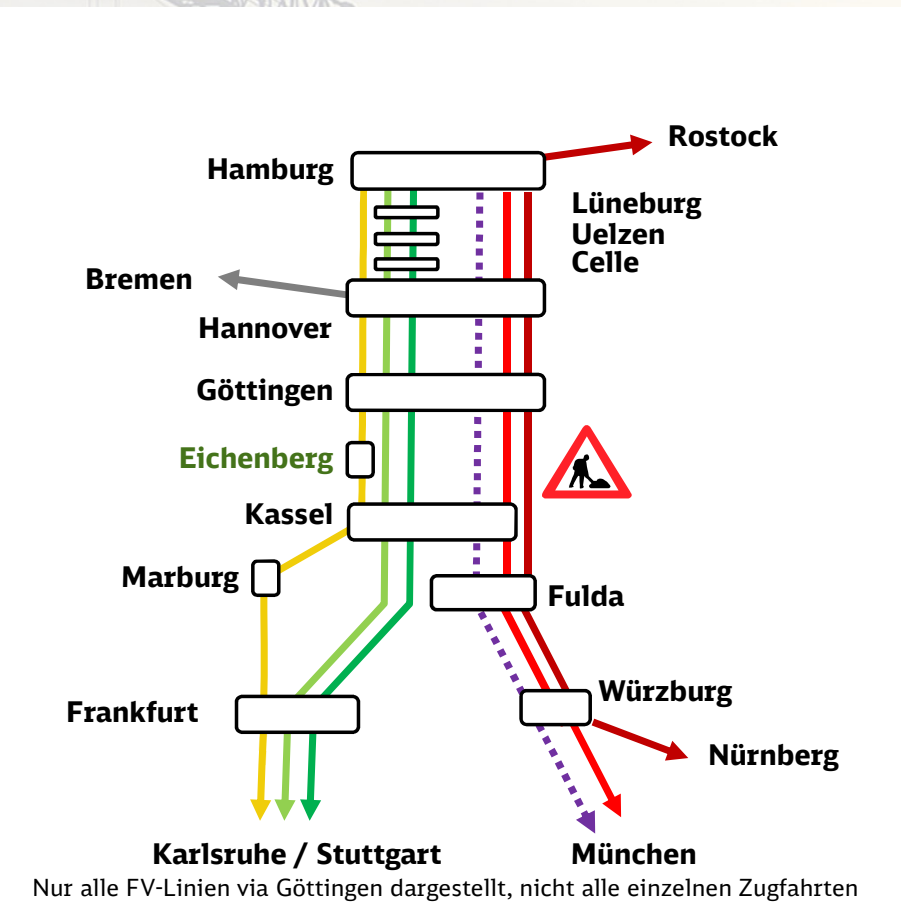 Rostock
Hamburg
Lüneburg
Uelzen
Celle
Bremen
Hannover
Göttingen
Eichenberg
Kassel
Marburg
Fulda
Würzburg
Frankfurt
Nürnberg
Karlsruhe / Stuttgart
München
Nur alle FV-Linien via Göttingen dargestellt, nicht alle einzelnen Zugfahrten